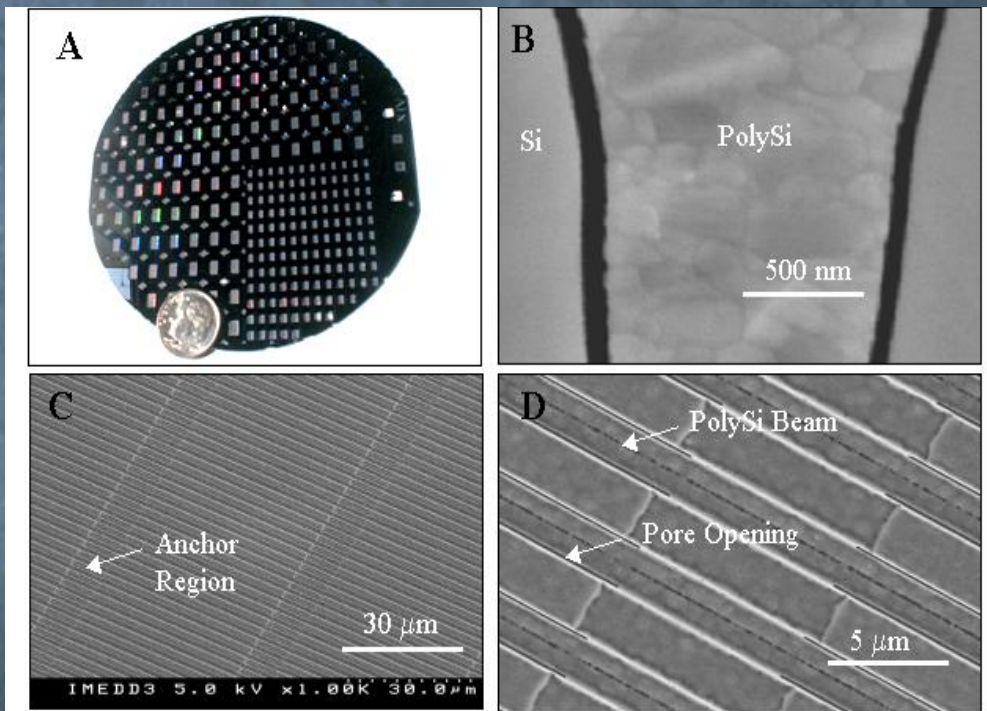 A
B
Si
PolySi
500 nm
C
Anchor
Region
30 μm
IMEDD3 5.0 kV x1.00K 30.0μm
D
PolySi Beam
Pore Opening
5 μm